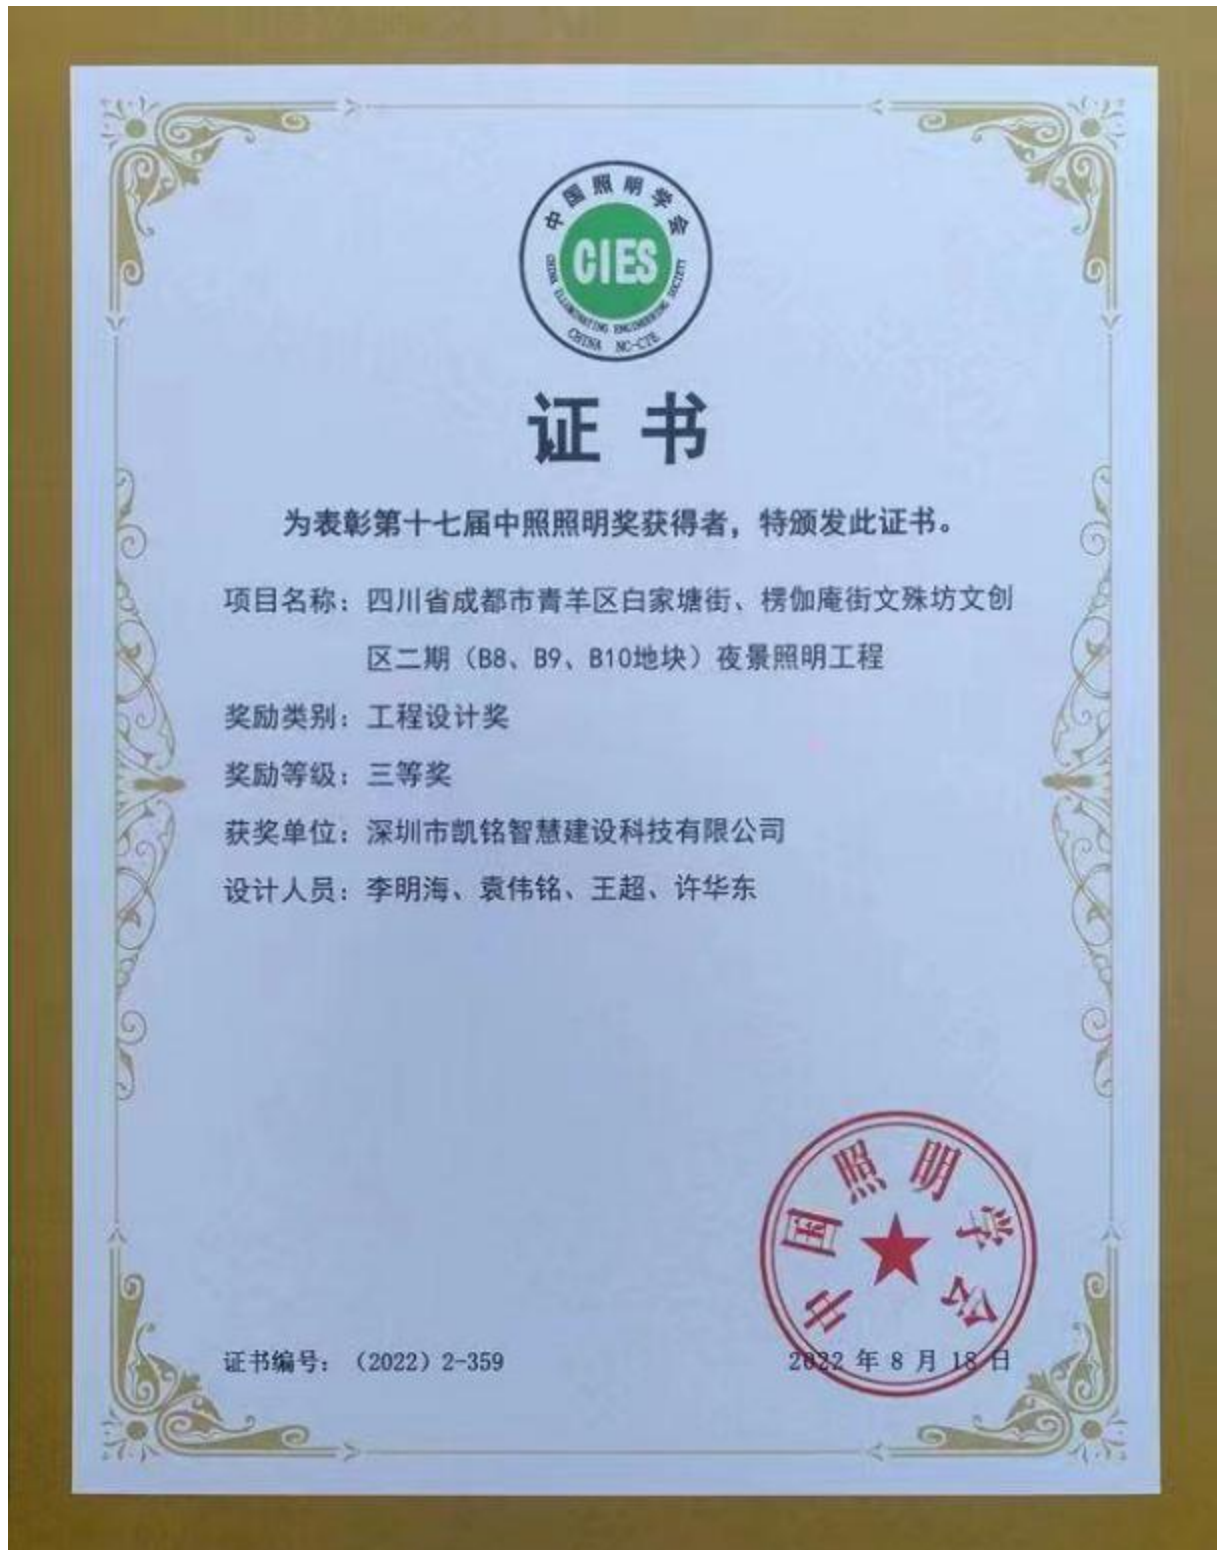 中国照明学会
CIES
CHINA ILLUMINATING ENGINEERING SOCIETY
CHINA NC-CIE
证书
为表彰第十七届中照照明奖获得者，特颁发此证书。
项目名称：四川省成都市青羊区白家塘街、楞伽庵街文殊坊文创
区二期（B8、B9、B10地块）夜景照明工程
奖励类别：工程设计奖
奖励等级：三等奖
获奖单位：深圳市凯铭智慧建设科技有限公司
设计人员：李明海、袁伟铭、王超、许华东
中国照明学会
证书编号：（2022）2-359
2022 年 8 月 18 日